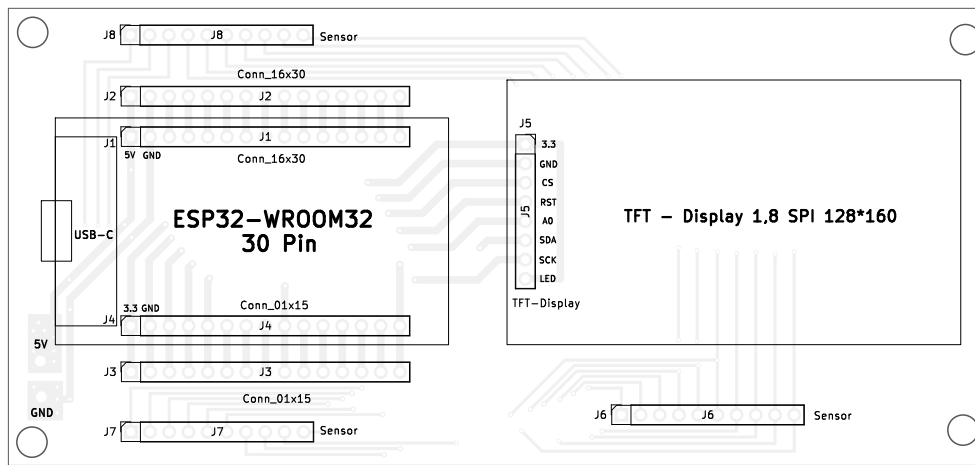 J8 J8 Sensor
Conn_16x30
J2 J2
J1 J1
5V GND
Conn_16x30
J5
3.3
GND
CS
RST
A0
SDA
SCK
LED
J5
TFT-Display
ESP32-WROOM32
30 Pin
USB-C
TFT - Display 1,8 SPI 128*160
3.3 GND
Conn_01x15
J4 J4
5V
J3 J3
Conn_01x15
GND
J7 J7 Sensor
J6 J6 Sensor